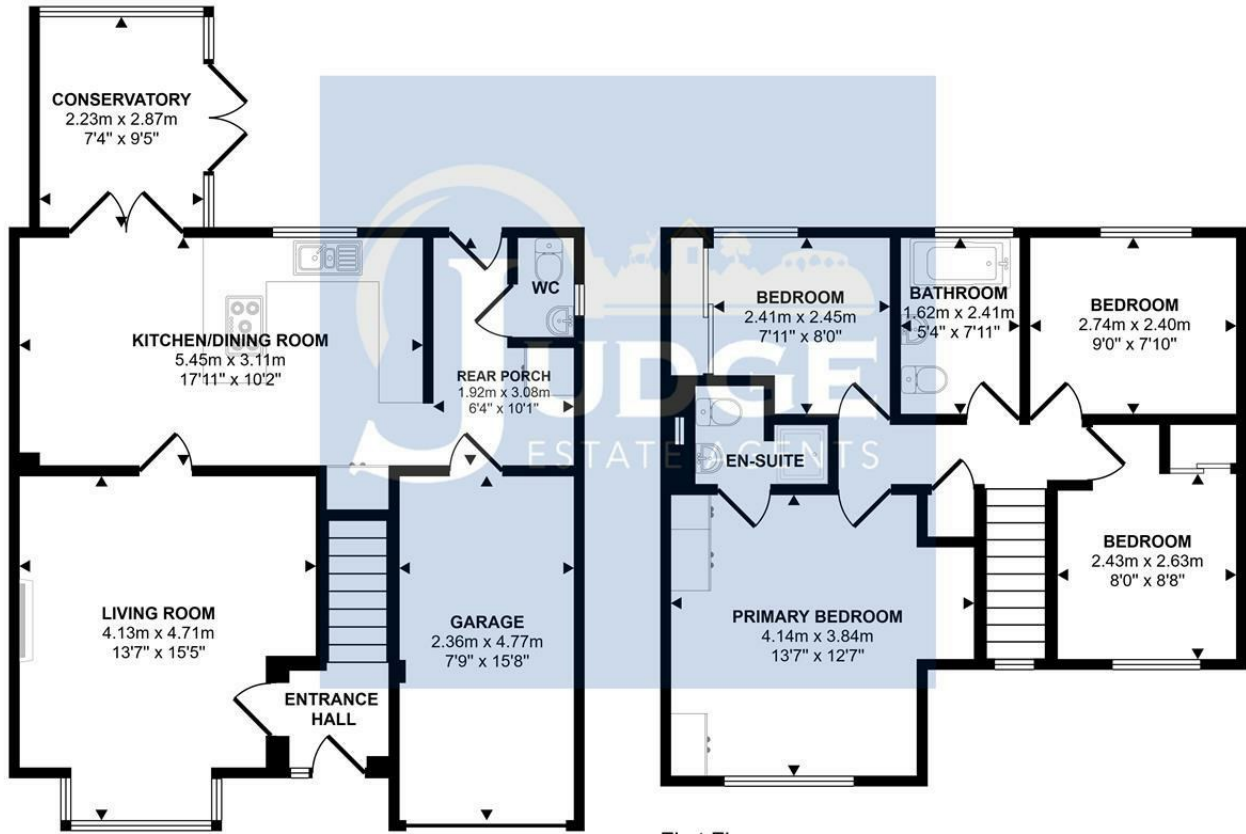 CONSERVATORY
2.23m x 2.87m
7'4" x 9'5"
KITCHEN/DINING ROOM
5.45m x 3.11m
17'11" x 10'2"
WC
REAR PORCH
1.92m x 3.08m
6'4" x 10'1"
LIVING ROOM
4.13m x 4.71m
13'7" x 15'5"
ENTRANCE
HALL
GARAGE
2.36m x 4.77m
7'9" x 15'8"
BEDROOM
2.41m x 2.45m
7'11" x 8'0"
BATHROOM
1.62m x 2.41m
5'4" x 7'11"
BEDROOM
2.74m x 2.40m
9'0" x 7'10"
EN-SUITE
BEDROOM
2.43m x 2.63m
8'0" x 8'8"
PRIMARY BEDROOM
4.14m x 3.84m
13'7" x 12'7"
JUDGE
ESTATE AGENTS